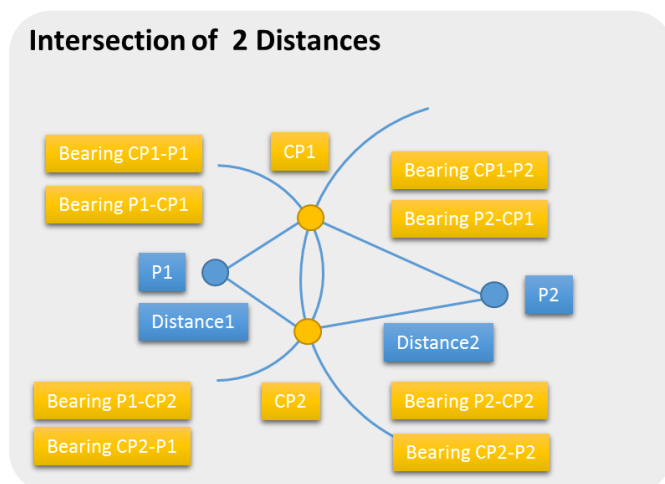 Intersection of 2 Distances
Bearing CP1-P1
CP1
Bearing CP1-P2
Bearing P1-CP1
Bearing P2-CP1
P1
P2
Distance1
Distance2
Bearing P1-CP2
CP2
Bearing P2-CP2
Bearing CP2-P1
Bearing CP2-P2